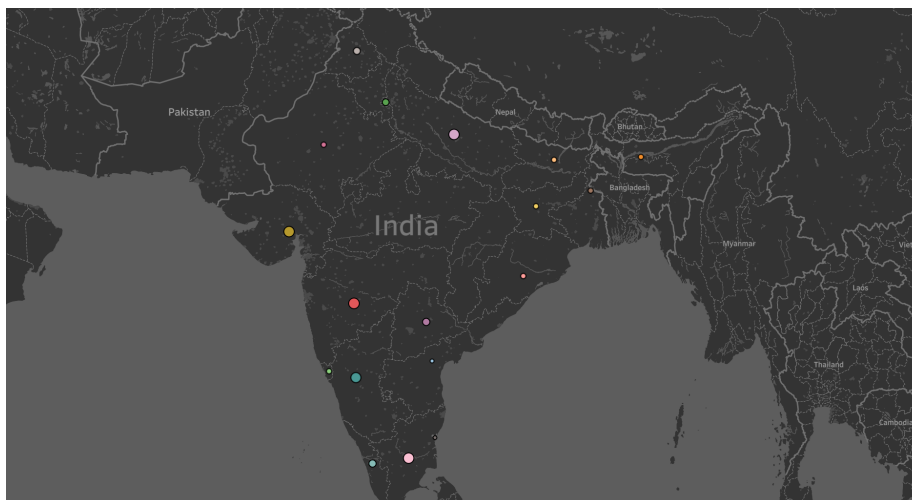 Pakistan
Nepal
Bhutan
Bangladesh
India
Myanmar
Laos
Thailand